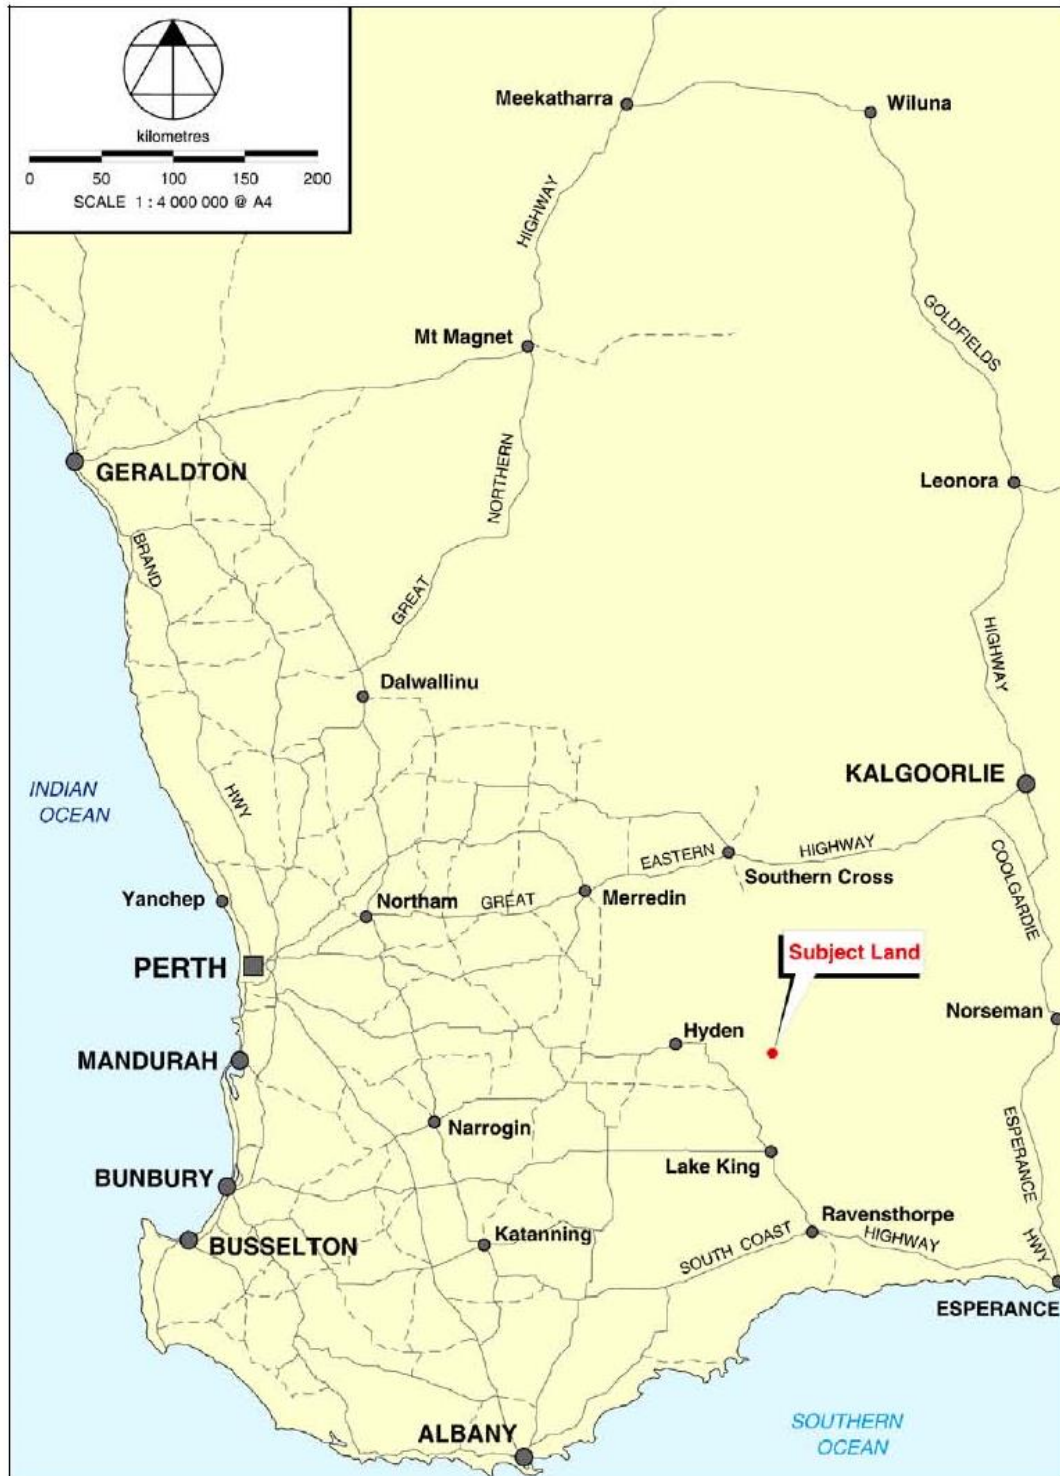 kilometres
0 50 100 150 200
SCALE 1 : 4 000 000 @ A4
Meekatharra
Wiluna
HIGHWAY
Mt Magnet
GOLDFIELDS
GERALDTON
NORTHERN
Leonora
BRAND
GREAT
HIGHWAY
Dalwallinu
KALGOORLIE
INDIAN
OCEAN
HWY
EASTERN
HIGHWAY
Southern Cross
COOLGARDIE
Yanchep
Northam
GREAT
Merredin
PERTH
Subject Land
Norseman
Hyden
MANDURAH
Narrogin
ESPERANCE
Lake King
BUNBURY
Ravensthorpe
BUSSELTON
Katanning
SOUTH COAST
HIGHWAY
HWY
ESPERANCE
ALBANY
SOUTHERN
OCEAN